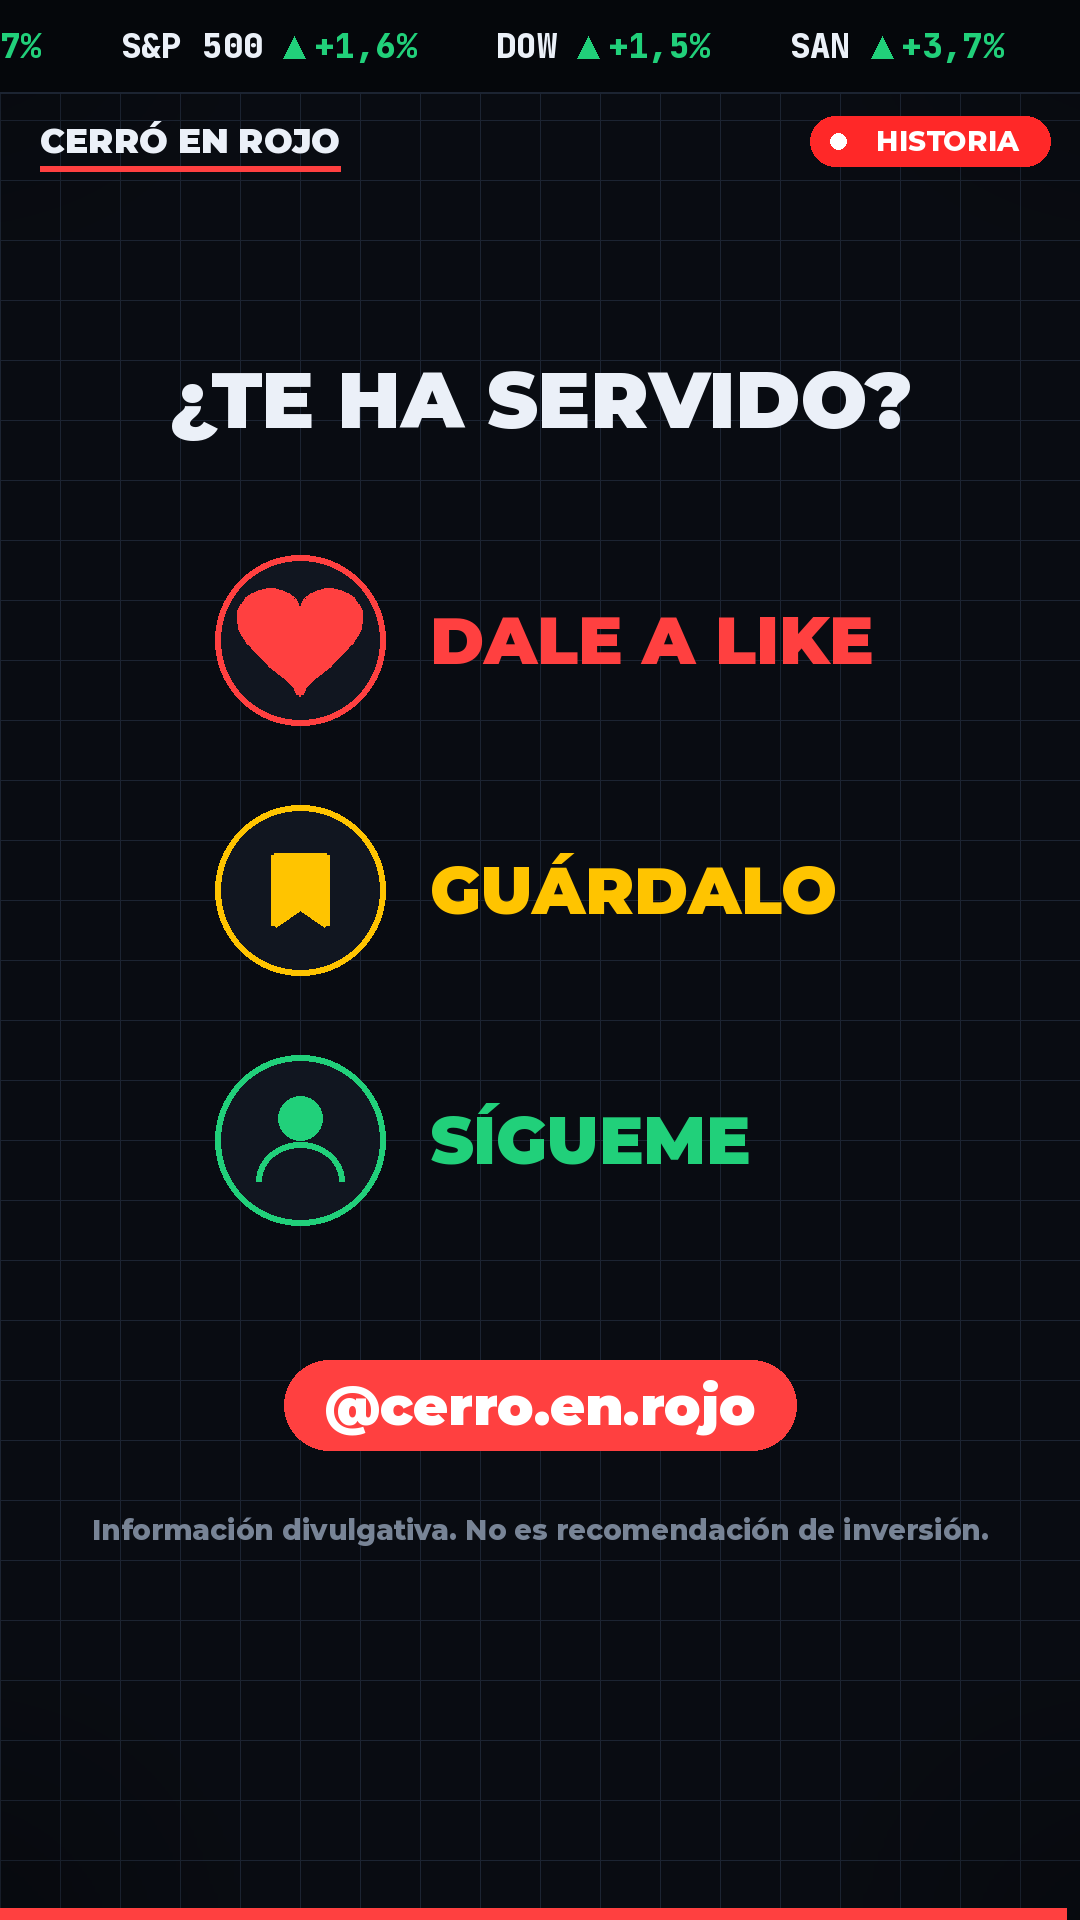 7% S&P 500 ▲+1,6% DOW ▲+1,5% SAN ▲+3,7%
CERRÓ EN ROJO
HISTORIA
¿TE HA SERVIDO?
DALE A LIKE
GUÁRDALO
SÍGUEME
@cerro.en.rojo
Información divulgativa. No es recomendación de inversión.